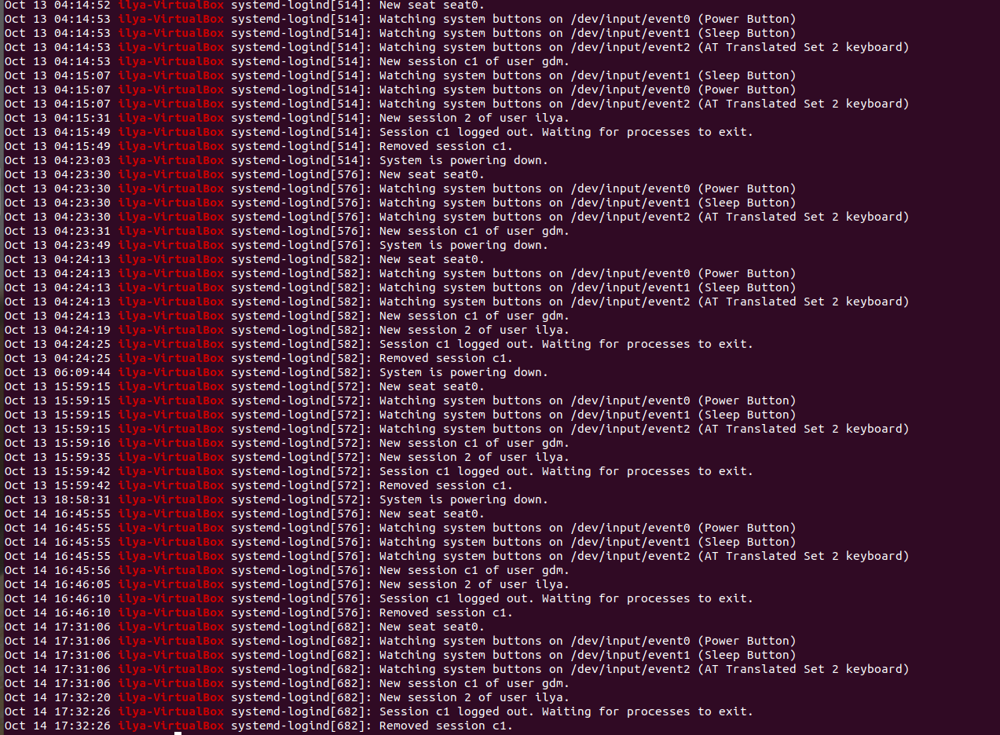 Oct 13 04:14:52 ilya-VirtualBox systemd-logind[514]: New seat seat0.
Oct 13 04:14:53 ilya-VirtualBox systemd-logind[514]: Watching system buttons on /dev/input/event0 (Power Button)
Oct 13 04:14:53 ilya-VirtualBox systemd-logind[514]: Watching system buttons on /dev/input/event1 (Sleep Button)
Oct 13 04:14:53 ilya-VirtualBox systemd-logind[514]: Watching system buttons on /dev/input/event2 (AT Translated Set 2 keyboard)
Oct 13 04:14:53 ilya-VirtualBox systemd-logind[514]: New session c1 of user gdm.
Oct 13 04:15:07 ilya-VirtualBox systemd-logind[514]: Watching system buttons on /dev/input/event1 (Sleep Button)
Oct 13 04:15:07 ilya-VirtualBox systemd-logind[514]: Watching system buttons on /dev/input/event0 (Power Button)
Oct 13 04:15:07 ilya-VirtualBox systemd-logind[514]: Watching system buttons on /dev/input/event2 (AT Translated Set 2 keyboard)
Oct 13 04:15:31 ilya-VirtualBox systemd-logind[514]: New session 2 of user ilya.
Oct 13 04:15:49 ilya-VirtualBox systemd-logind[514]: Session c1 logged out. Waiting for processes to exit.
Oct 13 04:15:49 ilya-VirtualBox systemd-logind[514]: Removed session c1.
Oct 13 04:23:03 ilya-VirtualBox systemd-logind[514]: System is powering down.
Oct 13 04:23:30 ilya-VirtualBox systemd-logind[576]: New seat seat0.
Oct 13 04:23:30 ilya-VirtualBox systemd-logind[576]: Watching system buttons on /dev/input/event0 (Power Button)
Oct 13 04:23:30 ilya-VirtualBox systemd-logind[576]: Watching system buttons on /dev/input/event1 (Sleep Button)
Oct 13 04:23:30 ilya-VirtualBox systemd-logind[576]: Watching system buttons on /dev/input/event2 (AT Translated Set 2 keyboard)
Oct 13 04:23:31 ilya-VirtualBox systemd-logind[576]: New session c1 of user gdm.
Oct 13 04:23:49 ilya-VirtualBox systemd-logind[576]: System is powering down.
Oct 13 04:24:13 ilya-VirtualBox systemd-logind[582]: New seat seat0.
Oct 13 04:24:13 ilya-VirtualBox systemd-logind[582]: Watching system buttons on /dev/input/event0 (Power Button)
Oct 13 04:24:13 ilya-VirtualBox systemd-logind[582]: Watching system buttons on /dev/input/event1 (Sleep Button)
Oct 13 04:24:13 ilya-VirtualBox systemd-logind[582]: Watching system buttons on /dev/input/event2 (AT Translated Set 2 keyboard)
Oct 13 04:24:13 ilya-VirtualBox systemd-logind[582]: New session c1 of user gdm.
Oct 13 04:24:19 ilya-VirtualBox systemd-logind[582]: New session 2 of user ilya.
Oct 13 04:24:25 ilya-VirtualBox systemd-logind[582]: Session c1 logged out. Waiting for processes to exit.
Oct 13 04:24:25 ilya-VirtualBox systemd-logind[582]: Removed session c1.
Oct 13 06:09:44 ilya-VirtualBox systemd-logind[582]: System is powering down.
Oct 13 15:59:15 ilya-VirtualBox systemd-logind[572]: New seat seat0.
Oct 13 15:59:15 ilya-VirtualBox systemd-logind[572]: Watching system buttons on /dev/input/event0 (Power Button)
Oct 13 15:59:15 ilya-VirtualBox systemd-logind[572]: Watching system buttons on /dev/input/event1 (Sleep Button)
Oct 13 15:59:15 ilya-VirtualBox systemd-logind[572]: Watching system buttons on /dev/input/event2 (AT Translated Set 2 keyboard)
Oct 13 15:59:16 ilya-VirtualBox systemd-logind[572]: New session c1 of user gdm.
Oct 13 15:59:35 ilya-VirtualBox systemd-logind[572]: New session 2 of user ilya.
Oct 13 15:59:42 ilya-VirtualBox systemd-logind[572]: Session c1 logged out. Waiting for processes to exit.
Oct 13 15:59:42 ilya-VirtualBox systemd-logind[572]: Removed session c1.
Oct 13 18:58:31 ilya-VirtualBox systemd-logind[572]: System is powering down.
Oct 14 16:45:55 ilya-VirtualBox systemd-logind[576]: New seat seat0.
Oct 14 16:45:55 ilya-VirtualBox systemd-logind[576]: Watching system buttons on /dev/input/event0 (Power Button)
Oct 14 16:45:55 ilya-VirtualBox systemd-logind[576]: Watching system buttons on /dev/input/event1 (Sleep Button)
Oct 14 16:45:55 ilya-VirtualBox systemd-logind[576]: Watching system buttons on /dev/input/event2 (AT Translated Set 2 keyboard)
Oct 14 16:45:56 ilya-VirtualBox systemd-logind[576]: New session c1 of user gdm.
Oct 14 16:46:05 ilya-VirtualBox systemd-logind[576]: New session 2 of user ilya.
Oct 14 16:46:10 ilya-VirtualBox systemd-logind[576]: Session c1 logged out. Waiting for processes to exit.
Oct 14 16:46:10 ilya-VirtualBox systemd-logind[576]: Removed session c1.
Oct 14 17:31:06 ilya-VirtualBox systemd-logind[682]: New seat seat0.
Oct 14 17:31:06 ilya-VirtualBox systemd-logind[682]: Watching system buttons on /dev/input/event0 (Power Button)
Oct 14 17:31:06 ilya-VirtualBox systemd-logind[682]: Watching system buttons on /dev/input/event1 (Sleep Button)
Oct 14 17:31:06 ilya-VirtualBox systemd-logind[682]: Watching system buttons on /dev/input/event2 (AT Translated Set 2 keyboard)
Oct 14 17:31:06 ilya-VirtualBox systemd-logind[682]: New session c1 of user gdm.
Oct 14 17:32:20 ilya-VirtualBox systemd-logind[682]: New session 2 of user ilya.
Oct 14 17:32:26 ilya-VirtualBox systemd-logind[682]: Session c1 logged out. Waiting for processes to exit.
Oct 14 17:32:26 ilya-VirtualBox systemd-logind[682]: Removed session c1.